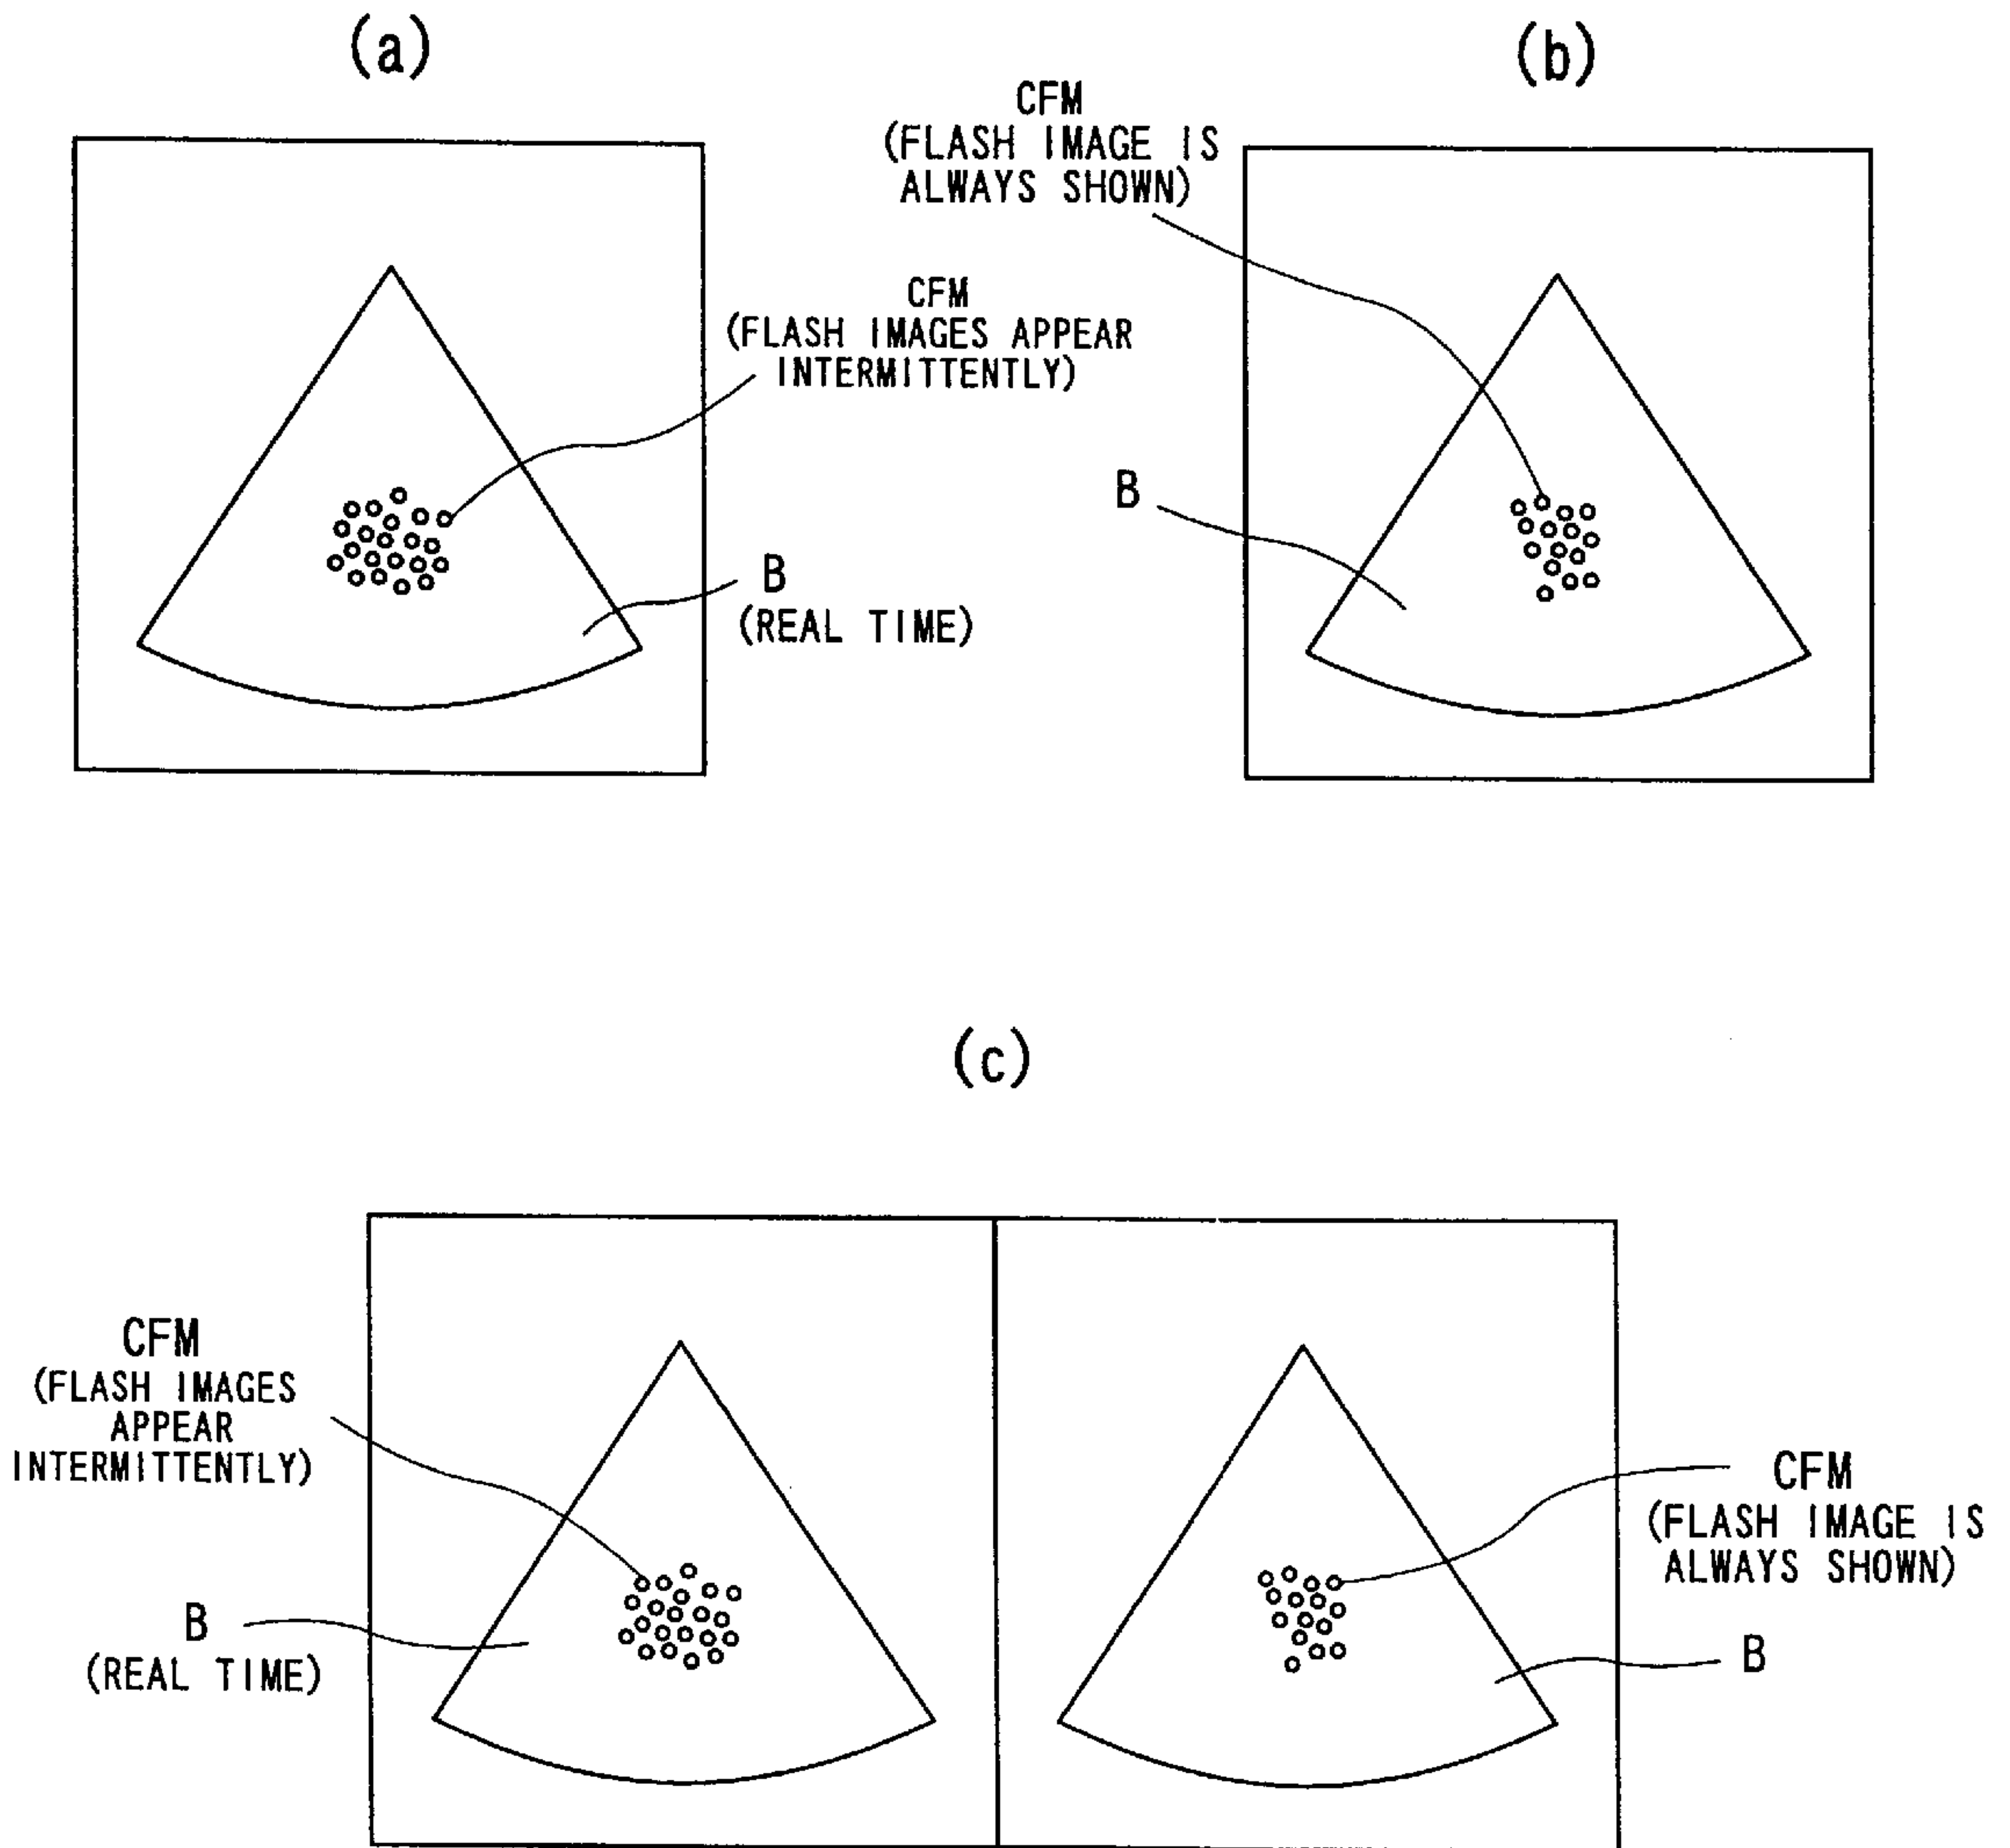 (a)
(b)
CFM
(FLASH IMAGE IS
ALWAYS SHOWN)
CFM
(FLASH IMAGES APPEAR
INTERMITTENTLY)
B
B
(REAL TIME)
(c)
CFM
(FLASH IMAGES
APPEAR
INTERMITTENTLY)
B
(REAL TIME)
CFM
(FLASH IMAGE IS
ALWAYS SHOWN)
B